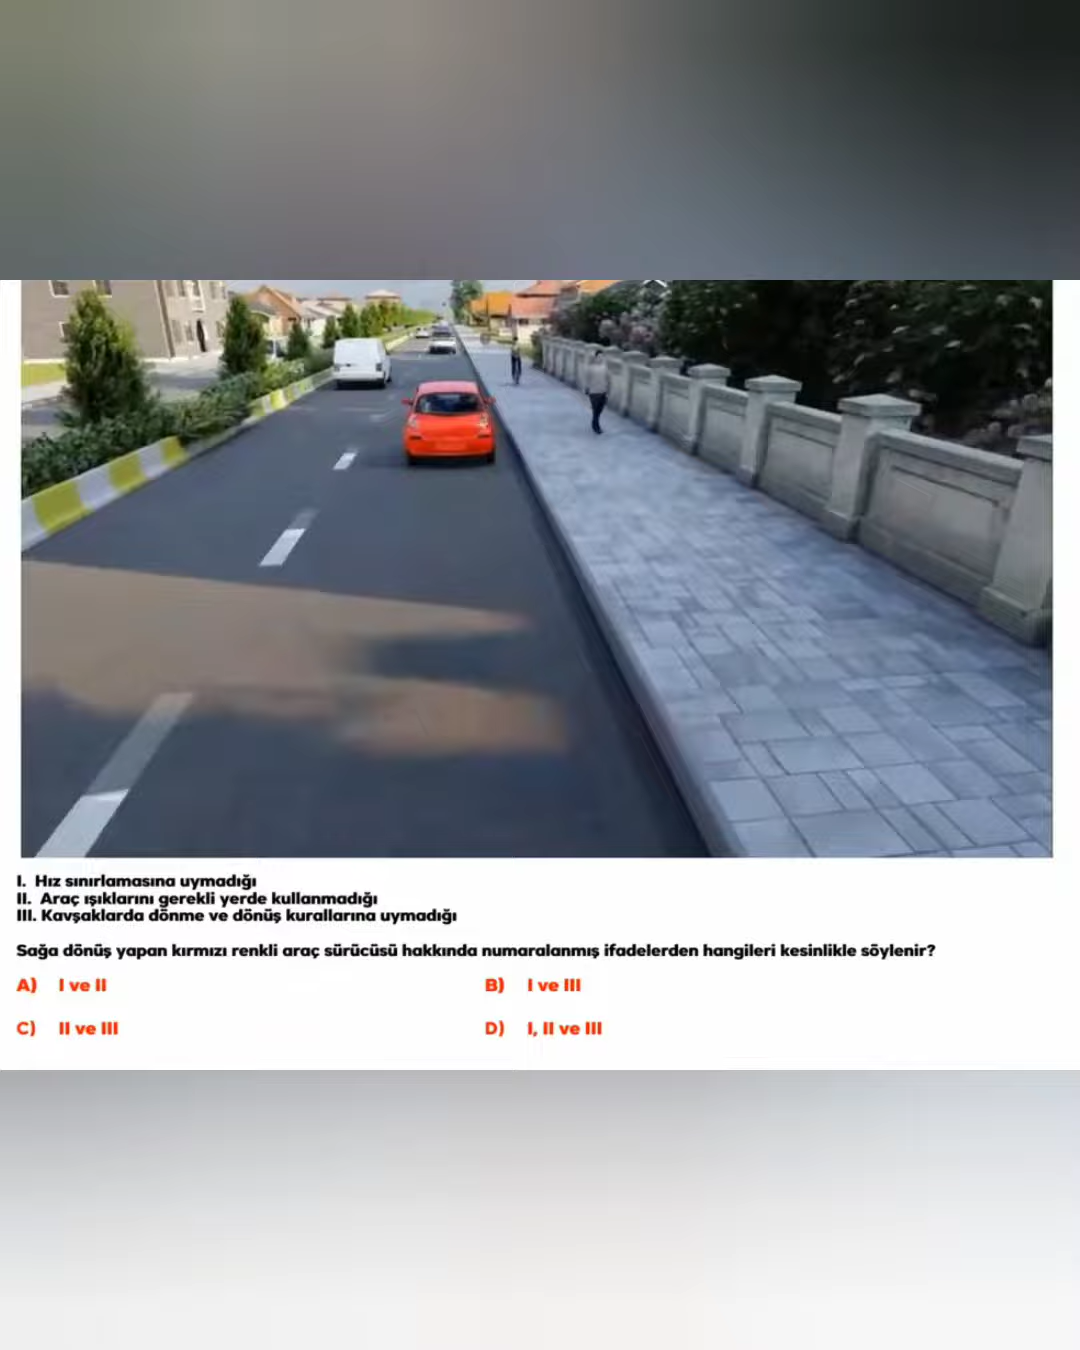 I. Hız sınırlamasına uymadığı
II. Araç ışıklarını gerekli yerde kullanmadığı
III. Kavşaklarda dönme ve dönüş kurallarına uymadığı
Sağa dönüş yapan kırmızı renkli araç sürücüsü hakkında numaralanmış ifadelerden hangileri kesinlikle söylenir?
A) I ve II
B) I ve III
C) II ve III
D) I, II ve III